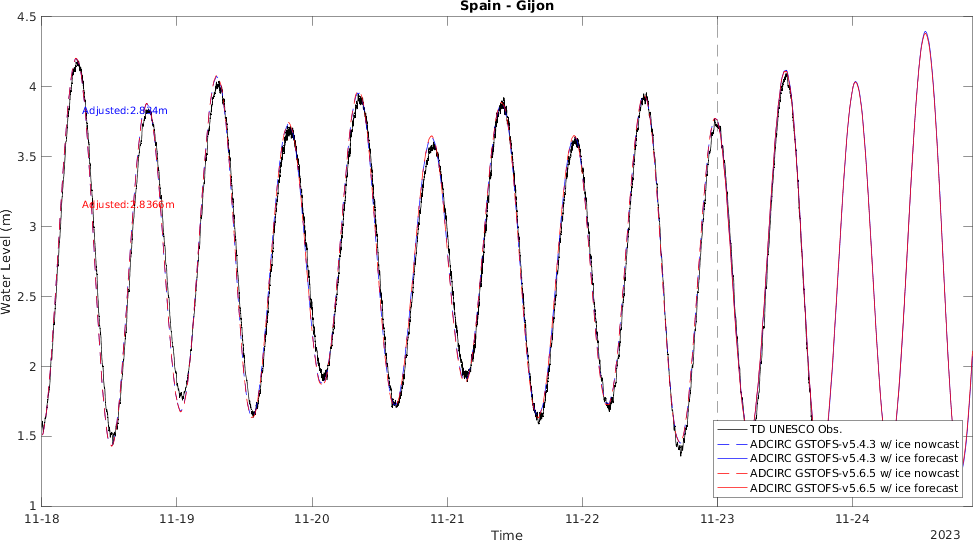 Spain - Gijon
4.5
4
3.5
3
2.5
2
1.5
1
Water Level (m)
Adjusted:2.834m
Adjusted:2.8366m
TD UNESCO Obs.
ADCIRC GSTOFS-v5.4.3 w/ ice nowcast
ADCIRC GSTOFS-v5.4.3 w/ ice forecast
ADCIRC GSTOFS-v5.6.5 w/ ice nowcast
ADCIRC GSTOFS-v5.6.5 w/ ice forecast
11-18 11-19 11-20 11-21 11-22 11-23 11-24
Time
2023